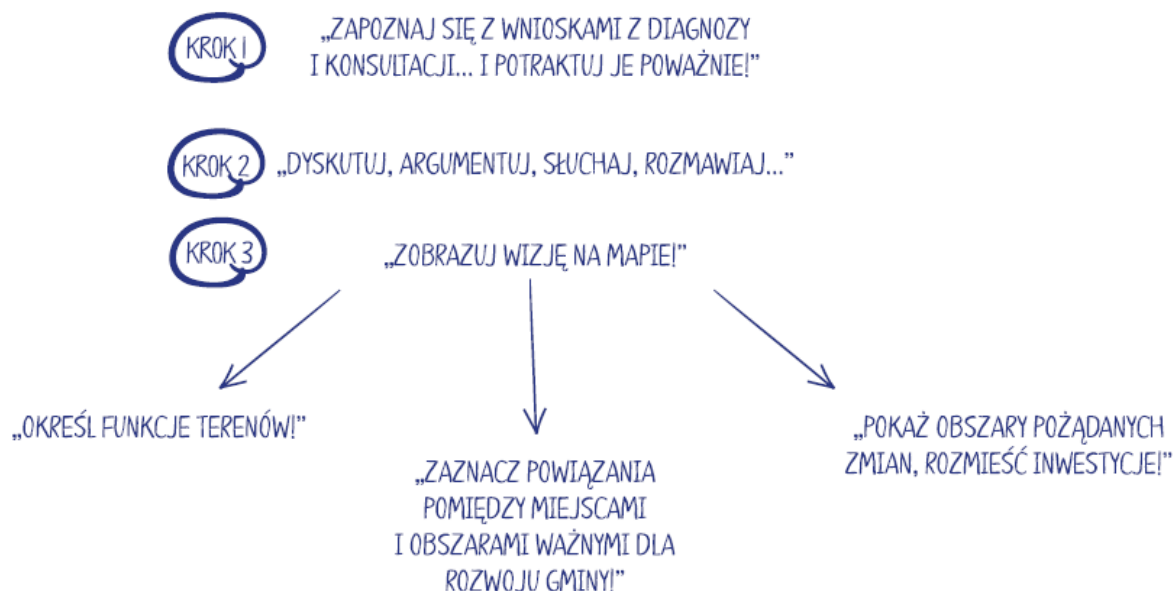 KROK 1
„ZAPOZNAJ SIĘ Z WNIOSKAMI Z DIAGNOZY
I KONSULTACJI... I POTRAKTUJ JE POWAŻNIE!”
KROK 2
„DYSKUTUJ, ARGUMENTUJ, SŁUCHAJ, ROZMAWIAJ...”
KROK 3
„ZOBRAZUJ WIZJĘ NA MAPIE!”
„OKREŚL FUNKCJE TERENÓW!”
„ZAZNACZ POWIĄZANIA
POMIĘDZY MIEJSCAMI
I OBSZARAMI WAŻNYMI DLA
ROZWOJU GMINY!”
„POKAŻ OBSZARY POŻĄDANYCH
ZMIAN, ROZMIEŚĆ INWESTYCJE!”